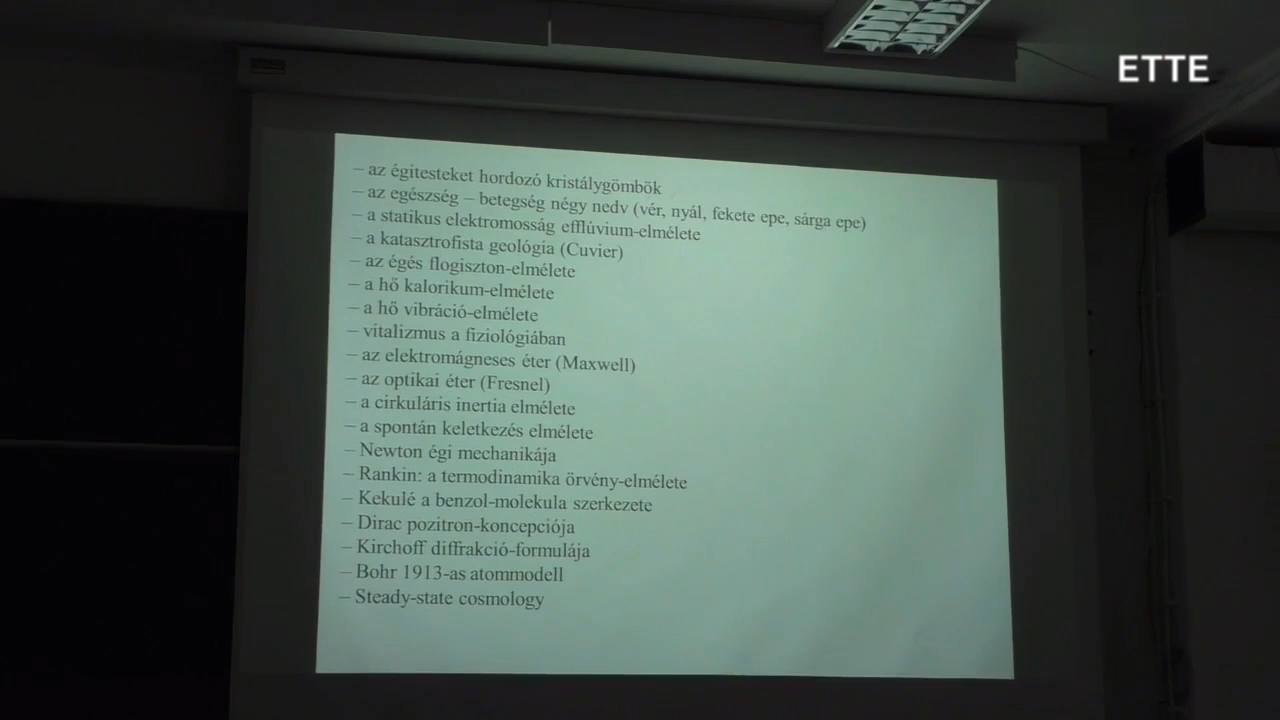 ETTE
– az égitesteket hordozó kristálygömbök
– az egészség – betegség négy nedv (vér, nyál, fekete epe, sárga epe)
– a statikus elektromosság efflúvium-elmélete
– a katasztrofista geológia (Cuvier)
– az égés flogiszton-elmélete
– a hő kalorikum-elmélete
– a hő vibráció-elmélete
– vitalizmus a fiziológiában
– az elektromágneses éter (Maxwell)
– az optikai éter (Fresnel)
– a cirkuláris inertia elmélete
– a spontán keletkezés elmélete
– Newton égi mechanikája
– Rankin: a termodinamika örvény-elmélete
– Kekulé a benzol-molekula szerkezete
– Dirac pozitron-koncepciója
– Kirchoff diffrakció-formulája
– Bohr 1913-as atommodell
– Steady-state cosmology